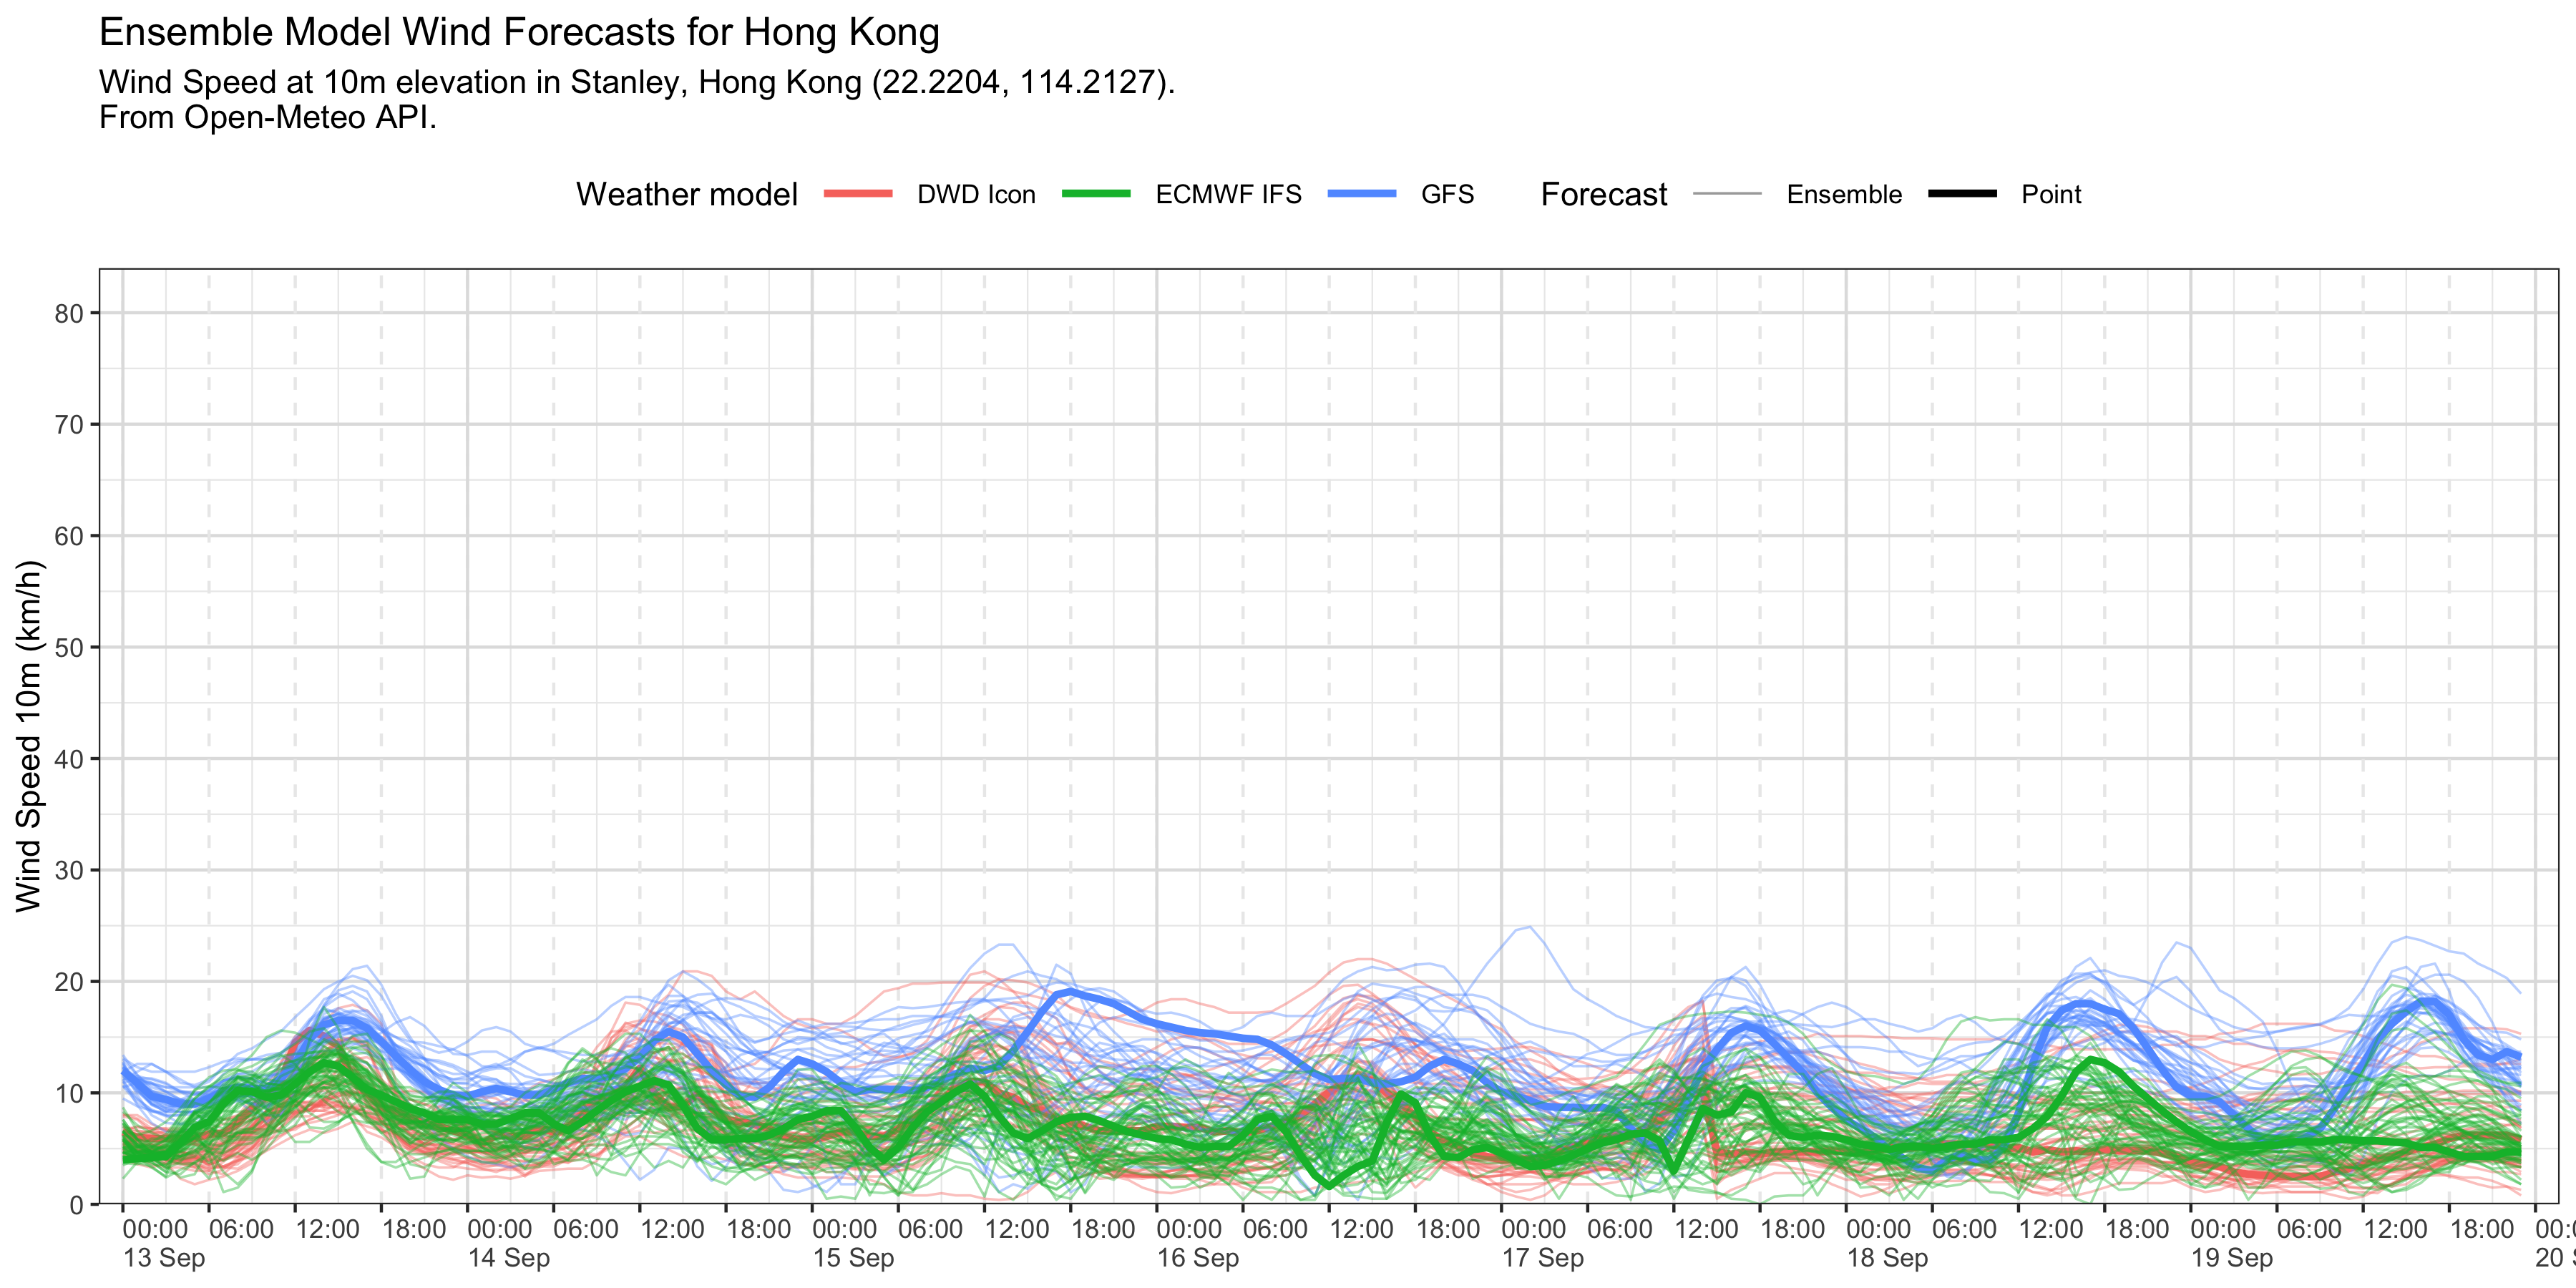 Ensemble Model Wind Forecasts for Hong Kong
Wind Speed at 10m elevation in Stanley, Hong Kong (22.2204, 114.2127).
From Open-Meteo API.
Weather model DWD Icon ECMWF IFS GFS Forecast Ensemble Point
Wind Speed 10m (km/h)
80
70
60
50
40
30
20
10
0
00:00 06:00 12:00 18:00 00:00 06:00 12:00 18:00 00:00 06:00 12:00 18:00 00:00 06:00 12:00 18:00 00:00 06:00 12:00 18:00 00:00 06:00 12:00 18:00 00:00 06:00 12:00 18:00 00:
13 Sep 14 Sep 15 Sep 16 Sep 17 Sep 18 Sep 19 Sep 20